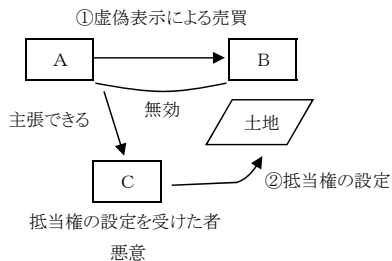 ①虚偽表示による売買
A
B
無効
主張できる
土地
C
②抵当権の設定
抵当権の設定を受けた者
悪意